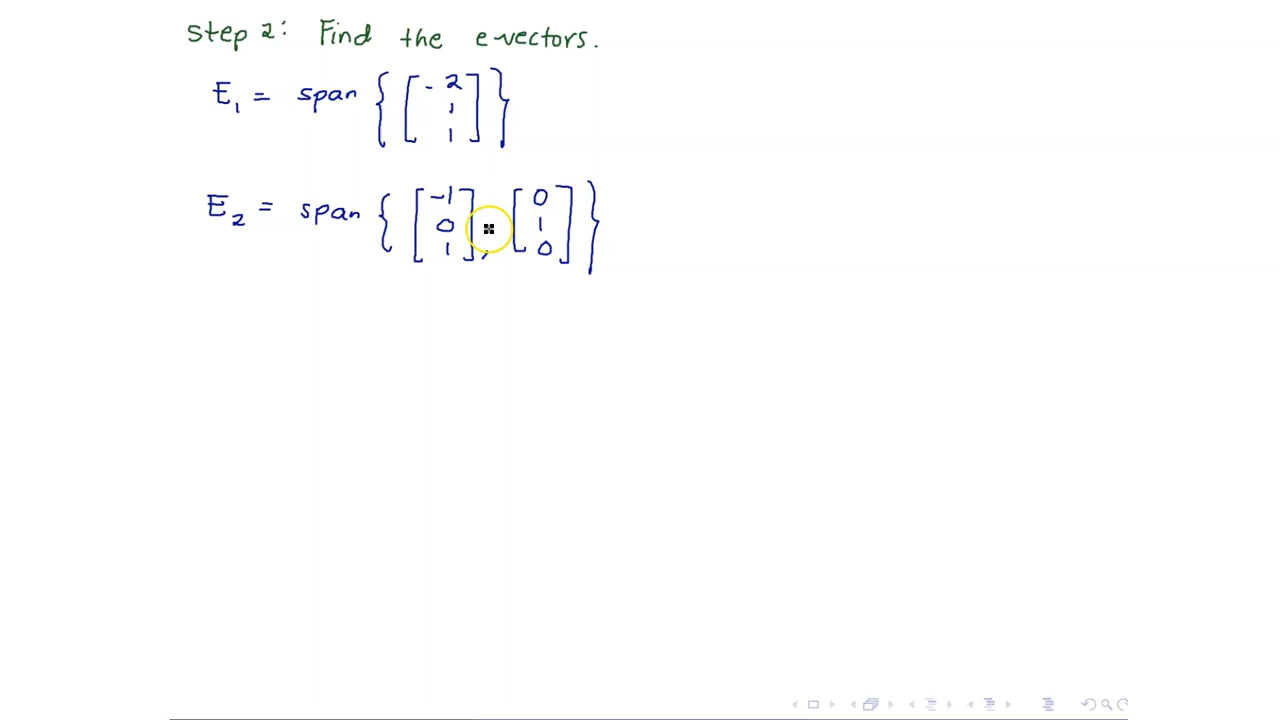 Step 2: Find the e-vectors.
E₁ = span { [ -2 1 1 ] }
E₂ = span { [ -1 0 1 ] , [ 0 1 0 ] }